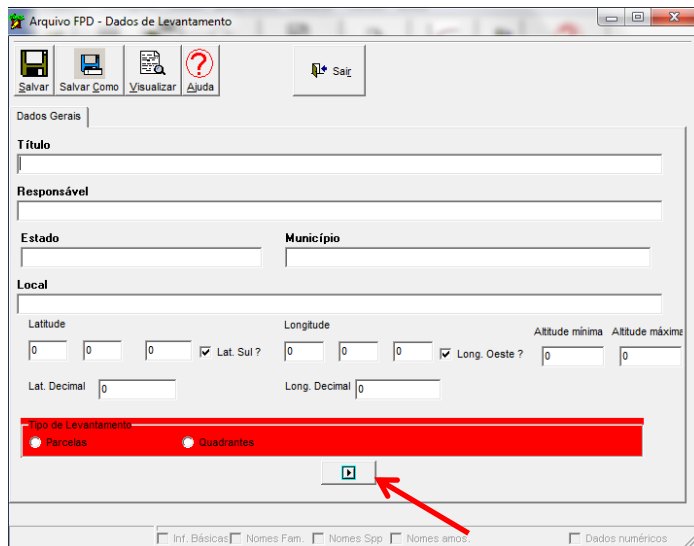 Arquivo FPD - Dados de Levantamento
Salvar Salvar Como Visualizar Ajuda Sair
Dados Gerais
Título
Responsável
Estado Município
Local
Latitude Longitude Altitude mínima Altitude máxima
0 0 0 Lat. Sul ? 0 0 0 Long. Oeste ? 0 0
Lat. Decimal 0 Long. Decimal 0
Tipo de Levantamento
Parcelas Quadrantes
Inf. Básicas Nomes Fam. Nomes Spp Nomes amos. Dados numéricos